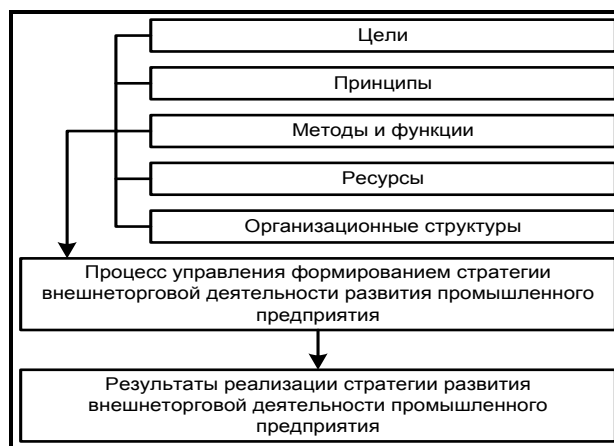 Цели
Принципы
Методы и функции
Ресурсы
Организационные структуры
Процесс управления формированием стратегии
внешнеторговой деятельности развития промышленного
предприятия
Результаты реализации стратегии развития
внешнеторговой деятельности промышленного
предприятия